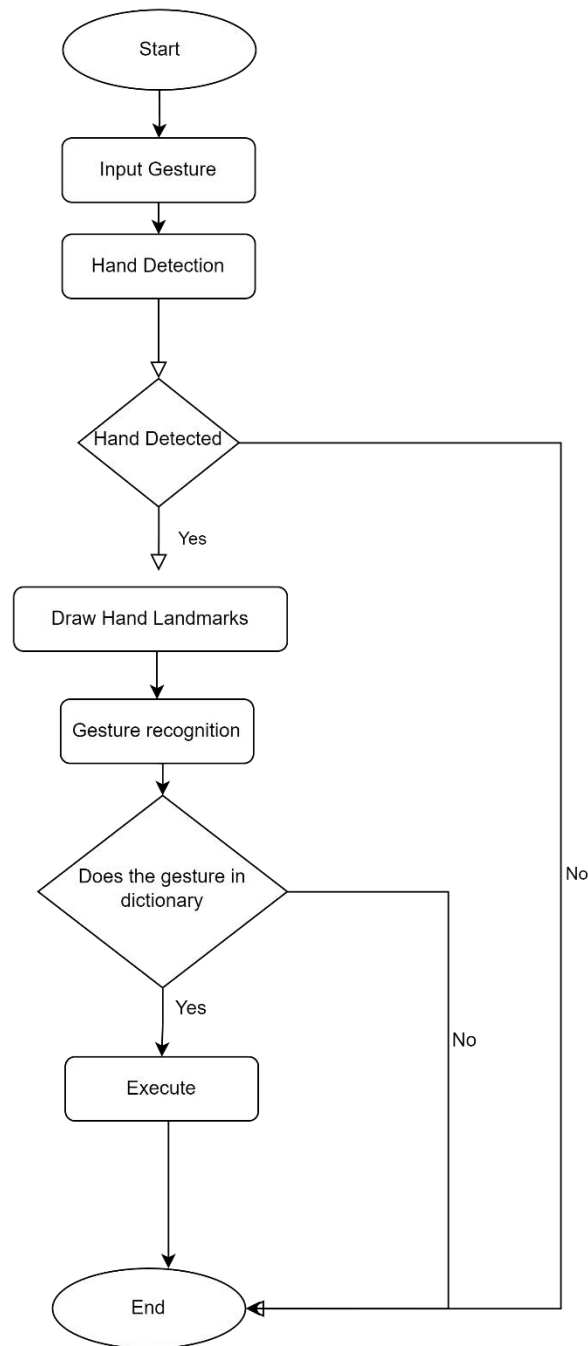 Start
Input Gesture
Hand Detection
Hand Detected
Yes
Draw Hand Landmarks
Gesture recognition
Does the gesture in
dictionary
No
Yes
No
Execute
End